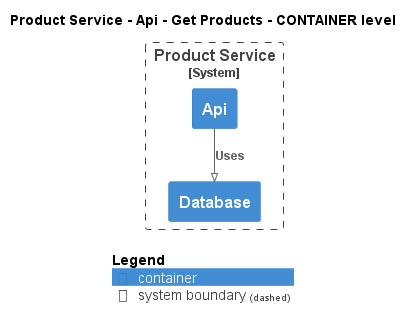 Product Service - Api - Get Products - CONTAINER level
Product Service
[System]
Api
Uses
Database
Legend
container
system boundary (dashed)